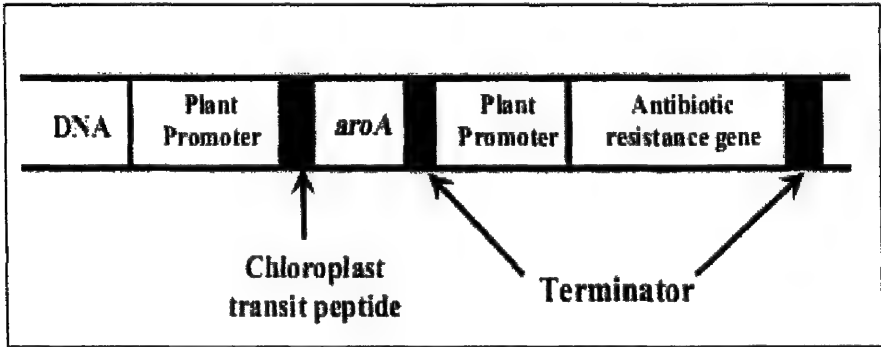 DNA
Plant
Promoter
aroA
Plant
Promoter
Antibiotic
resistance gene
Chloroplast
transit peptide
Terminator